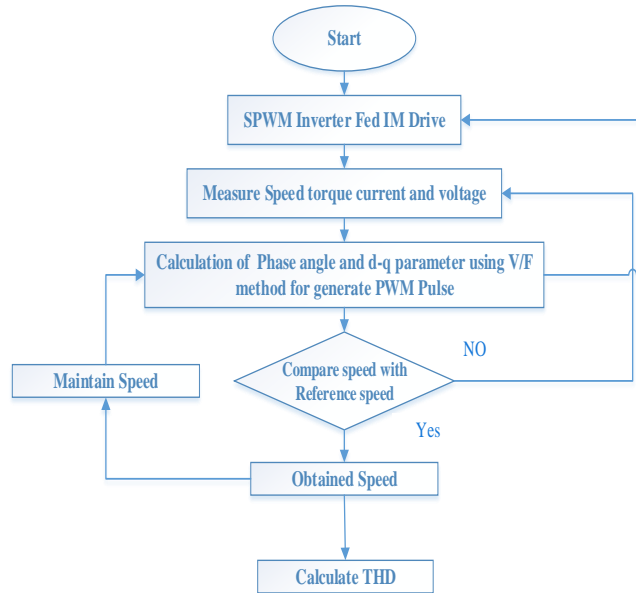 Start
SPWM Inverter Fed IM Drive
Measure Speed torque current and voltage
Calculation of Phase angle and d-q parameter using V/F
method for generate PWM Pulse
Compare speed with
Reference speed
NO
Maintain Speed
Yes
Obtained Speed
Calculate THD